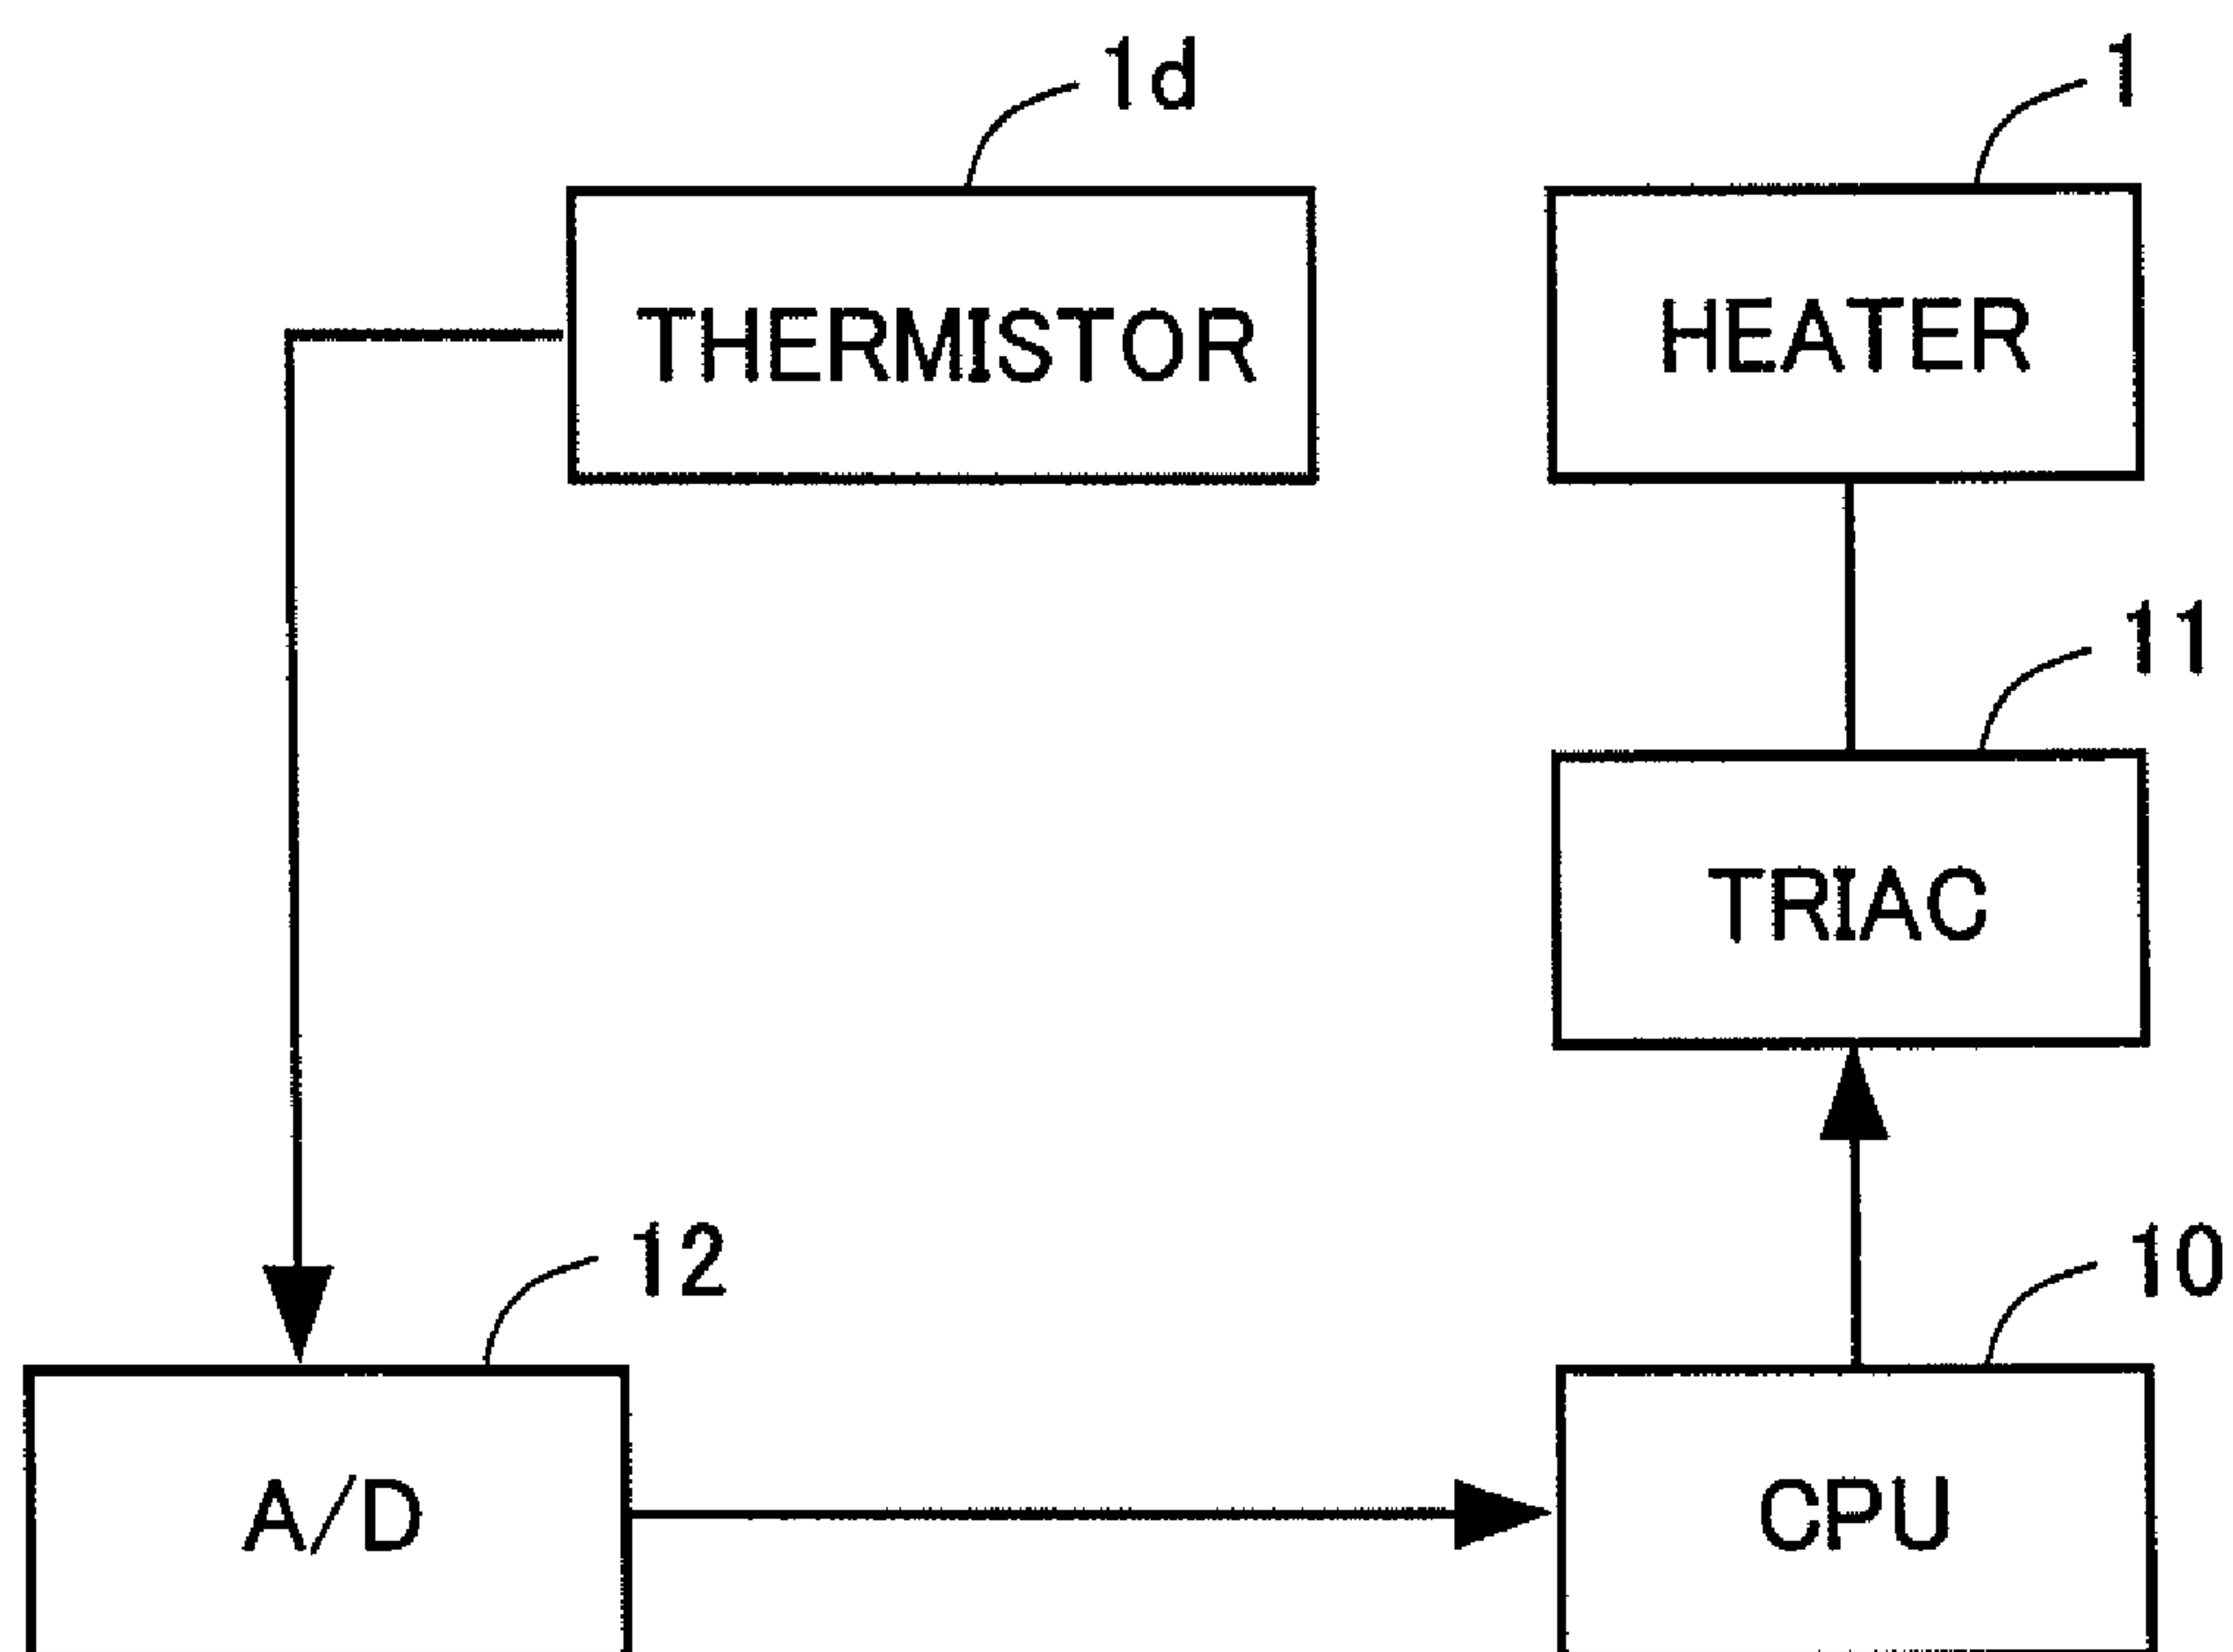 1d
1
THERMISTOR
HEATER
11
TRIAC
12
10
A/D
CPU